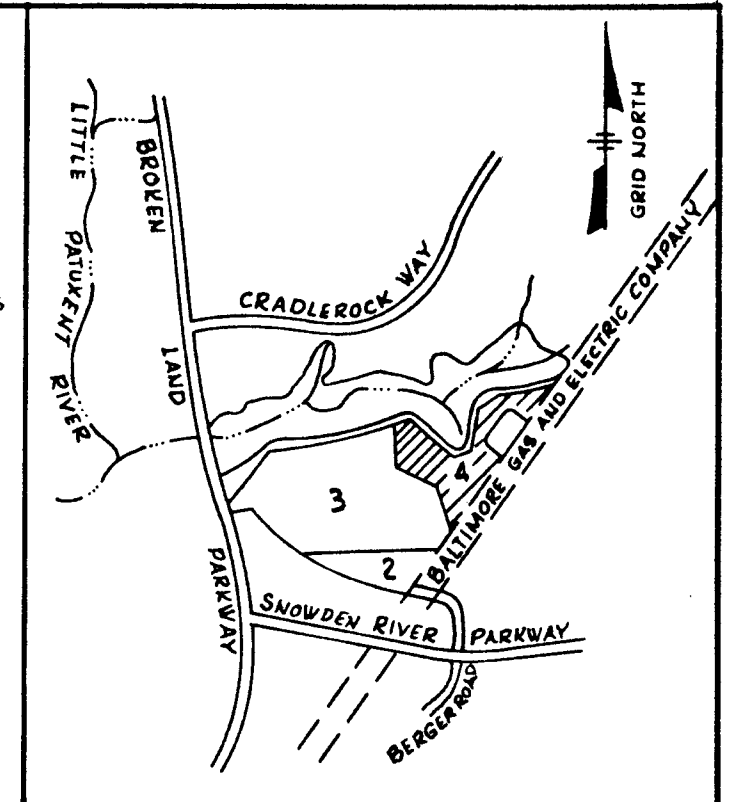 GRID NORTH
LITTLE PATUXENT RIVER
BROKEN LAND PARKWAY
CRADLEROCK WAY
BALTIMORE GAS AND ELECTRIC COMPANY
4
3
2
SNOWDEN RIVER PARKWAY
BERGER ROAD